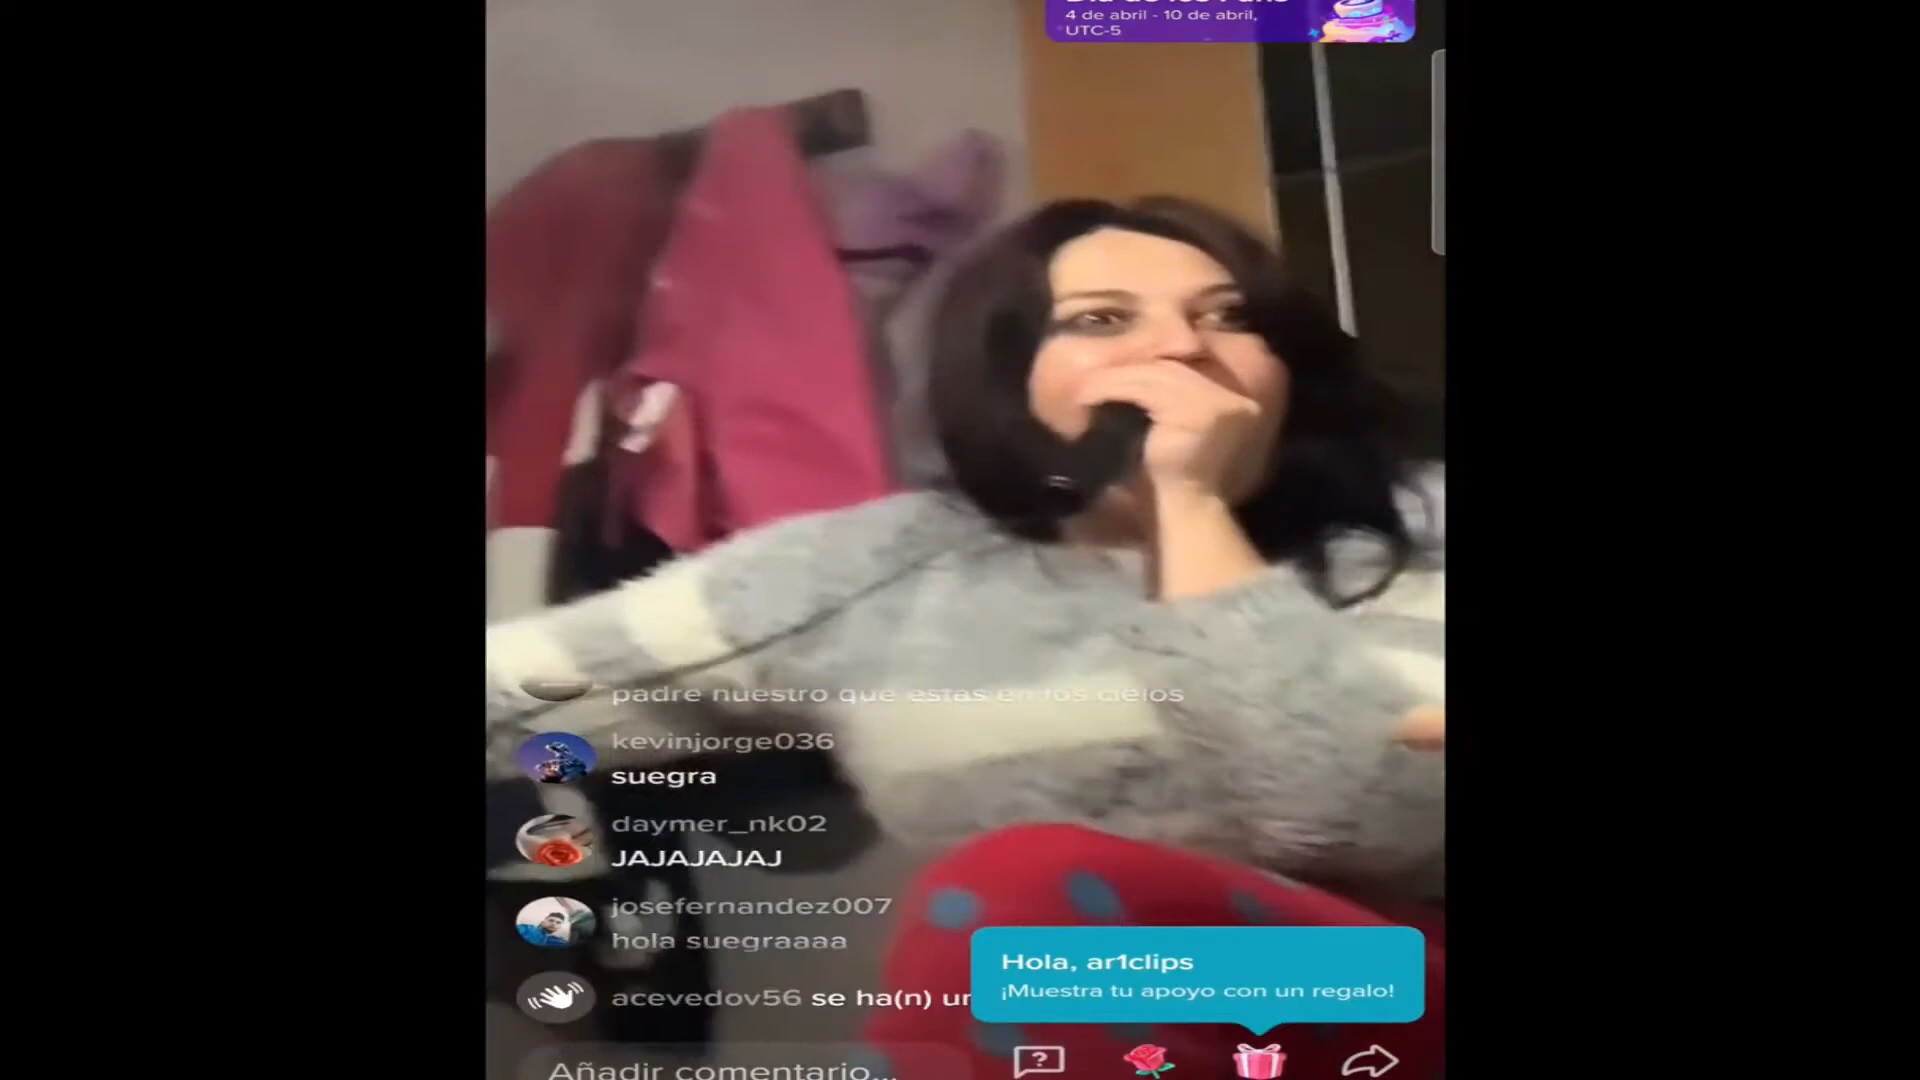 4 de abril - 10 de abril,
UTC-5
padre nuestro que estas en los cielos
kevinjorge036
suegra
daymer_nk02
JAJAJAJAJ
josefernandez007
hola suegraaaa
acevedov56 se ha(n) un
Hola, ar1clips
¡Muestra tu apoyo con un regalo!
Añadir comentario...